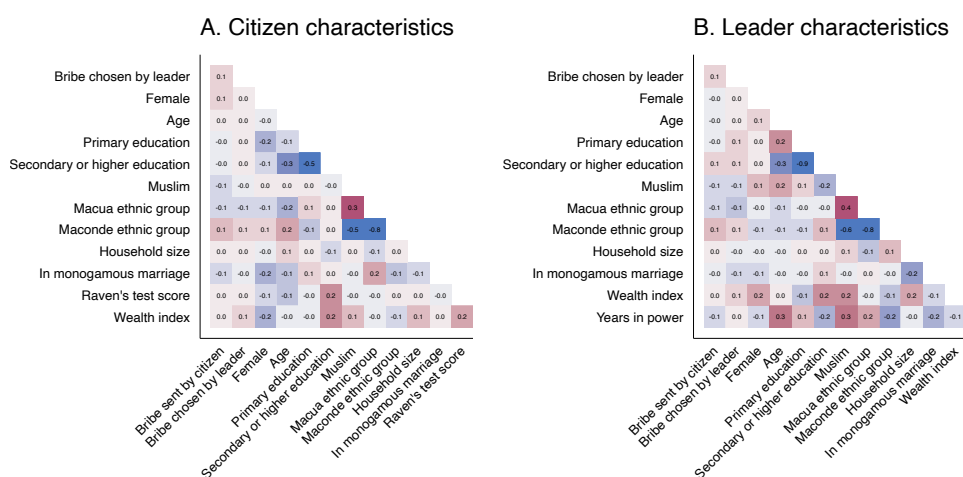 A. Citizen characteristics
Bribe chosen by leader 0.1
Female 0.1 0.0
Age 0.0 0.0 -0.0
Primary education -0.0 0.0 -0.2 -0.1
Secondary or higher education -0.0 0.0 -0.1 -0.3 -0.5
Muslim -0.1 -0.0 0.0 0.0 0.0 -0.0
Macua ethnic group -0.1 -0.1 -0.1 -0.2 0.1 0.0 0.3
Maconde ethnic group 0.1 0.1 0.1 0.2 -0.1 0.0 -0.5 -0.8
Household size 0.0 0.0 -0.0 0.1 0.0 -0.1 0.0 -0.1 0.0
In monogamous marriage -0.1 -0.0 -0.2 -0.1 0.1 0.0 0.0 0.2 -0.1 -0.1
Raven's test score 0.0 0.0 -0.1 -0.1 -0.0 0.2 -0.0 -0.0 0.0 0.0 -0.0
Wealth index 0.0 0.1 -0.2 -0.0 -0.0 0.2 0.1 -0.0 -0.1 0.1 0.0 0.2
Bribe sent by citizen
Bribe chosen by leader
Female
Age
Primary education
Secondary or higher education
Muslim
Macua ethnic group
Maconde ethnic group
Household size
In monogamous marriage
Raven's test score
B. Leader characteristics
Bribe chosen by leader 0.1
Female -0.0 0.0
Age -0.0 0.0 0.1
Primary education -0.0 0.1 0.0 0.2
Secondary or higher education 0.1 0.1 0.0 -0.3 -0.9
Muslim -0.1 -0.1 0.1 0.2 0.1 -0.2
Macua ethnic group -0.1 -0.1 0.0 -0.1 -0.0 -0.0 0.4
Maconde ethnic group 0.1 0.1 -0.0 -0.1 -0.0 0.1 -0.6 -0.8
Household size 0.0 -0.0 -0.0 -0.1 -0.0 0.0 0.1 -0.1 0.1
In monogamous marriage -0.0 -0.1 -0.1 -0.0 -0.0 0.1 -0.0 0.0 -0.0 -0.2
Wealth index 0.0 0.1 0.2 0.0 -0.1 0.2 0.2 -0.0 -0.1 0.2 -0.1
Years in power -0.1 0.0 -0.1 0.3 0.1 -0.2 0.3 0.2 -0.2 -0.0 -0.2 -0.1
Bribe sent by citizen
Bribe chosen by leader
Female
Age
Primary education
Secondary or higher education
Muslim
Macua ethnic group
Maconde ethnic group
Household size
In monogamous marriage
Wealth index